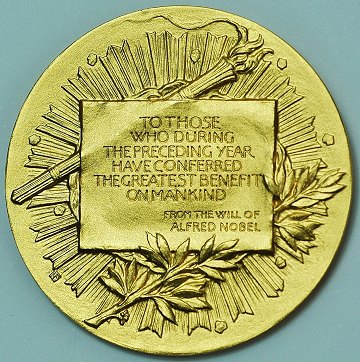 TO THOSE
WHO DURING
THE PRECEDING YEAR
HAVE CONFERRED
THE GREATEST BENEFIT
ON MANKIND
FROM THE WILL OF
ALFRED NOBEL